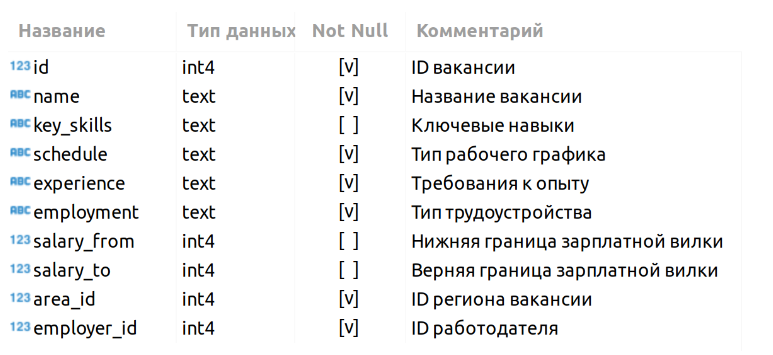 Название Тип данных Not Null Комментарий
123 id int4 [v] ID вакансии
ABC name text [v] Название вакансии
ABC key_skills text [ ] Ключевые навыки
ABC schedule text [v] Тип рабочего графика
ABC experience text [v] Требования к опыту
ABC employment text [v] Тип трудоустройства
123 salary_from int4 [ ] Нижняя граница зарплатной вилки
123 salary_to int4 [ ] Верняя граница зарплатной вилки
123 area_id int4 [v] ID региона вакансии
123 employer_id int4 [v] ID работодателя